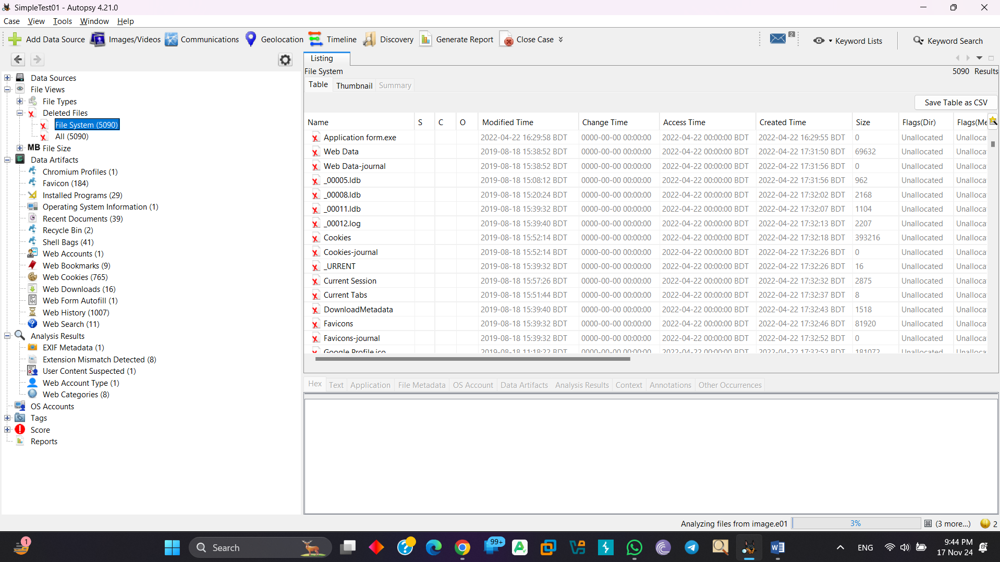 SimpleTest01 - Autopsy 4.21.0
Case View Tools Window Help
Add Data Source Images/Videos Communications Geolocation Timeline Discovery Generate Report Close Case 2 Keyword Lists Keyword Search
Data Sources
File Views
File Types
Deleted Files
File System (5090)
All (5090)
MB File Size
Data Artifacts
Chromium Profiles (1)
Favicon (184)
Installed Programs (29)
Operating System Information (1)
Recent Documents (39)
Recycle Bin (2)
Shell Bags (41)
Web Accounts (1)
Web Bookmarks (9)
Web Cookies (765)
Web Downloads (16)
Web Form Autofill (1)
Web History (1007)
Web Search (11)
Analysis Results
EXIF Metadata (1)
Extension Mismatch Detected (8)
User Content Suspected (1)
Web Account Type (1)
Web Categories (8)
OS Accounts
Tags
Score
Reports
Listing
File System 5090 Results
Table Thumbnail Summary
Save Table as CSV
Name S C O Modified Time Change Time Access Time Created Time Size Flags(Dir) Flags(Me
Application form.exe 2022-04-22 16:29:58 BDT 0000-00-00 00:00:00 2022-04-22 00:00:00 BDT 2022-04-22 16:29:55 BDT 0 Unallocated Unalloca
Web Data 2019-08-18 15:38:52 BDT 0000-00-00 00:00:00 2022-04-22 00:00:00 BDT 2022-04-22 17:31:50 BDT 69632 Unallocated Unalloca
Web Data-journal 2019-08-18 15:38:52 BDT 0000-00-00 00:00:00 2022-04-22 00:00:00 BDT 2022-04-22 17:31:56 BDT 0 Unallocated Unalloca
_00005.ldb 2019-08-18 15:08:12 BDT 0000-00-00 00:00:00 2022-04-22 00:00:00 BDT 2022-04-22 17:31:56 BDT 962 Unallocated Unalloca
_00008.ldb 2019-08-18 15:20:24 BDT 0000-00-00 00:00:00 2022-04-22 00:00:00 BDT 2022-04-22 17:32:02 BDT 2168 Unallocated Unalloca
_00011.ldb 2019-08-18 15:39:32 BDT 0000-00-00 00:00:00 2022-04-22 00:00:00 BDT 2022-04-22 17:32:07 BDT 1104 Unallocated Unalloca
_00012.log 2019-08-18 15:39:40 BDT 0000-00-00 00:00:00 2022-04-22 00:00:00 BDT 2022-04-22 17:32:13 BDT 2207 Unallocated Unalloca
Cookies 2019-08-18 15:52:14 BDT 0000-00-00 00:00:00 2022-04-22 00:00:00 BDT 2022-04-22 17:32:18 BDT 393216 Unallocated Unalloca
Cookies-journal 2019-08-18 15:52:14 BDT 0000-00-00 00:00:00 2022-04-22 00:00:00 BDT 2022-04-22 17:32:26 BDT 0 Unallocated Unalloca
_URRENT 2019-08-18 15:39:32 BDT 0000-00-00 00:00:00 2022-04-22 00:00:00 BDT 2022-04-22 17:32:26 BDT 16 Unallocated Unalloca
Current Session 2019-08-18 15:57:26 BDT 0000-00-00 00:00:00 2022-04-22 00:00:00 BDT 2022-04-22 17:32:32 BDT 2875 Unallocated Unalloca
Current Tabs 2019-08-18 15:51:44 BDT 0000-00-00 00:00:00 2022-04-22 00:00:00 BDT 2022-04-22 17:32:37 BDT 8 Unallocated Unalloca
DownloadMetadata 2019-08-18 15:39:40 BDT 0000-00-00 00:00:00 2022-04-22 00:00:00 BDT 2022-04-22 17:32:43 BDT 1518 Unallocated Unalloca
Favicons 2019-08-18 15:39:32 BDT 0000-00-00 00:00:00 2022-04-22 00:00:00 BDT 2022-04-22 17:32:46 BDT 81920 Unallocated Unalloca
Favicons-journal 2019-08-18 15:39:32 BDT 0000-00-00 00:00:00 2022-04-22 00:00:00 BDT 2022-04-22 17:32:52 BDT 0 Unallocated Unalloca
Google Profile.ico 2019-08-18 11:18:22 BDT 0000-00-00 00:00:00 2022-04-22 00:00:00 BDT 2022-04-22 17:32:52 BDT 181072 Unallocated Unalloca
Hex Text Application File Metadata OS Account Data Artifacts Analysis Results Context Annotations Other Occurrences
Analyzing files from image.e01 3% (3 more...) 2
1 Search 99+ ENG 9:44 PM
17 Nov 24